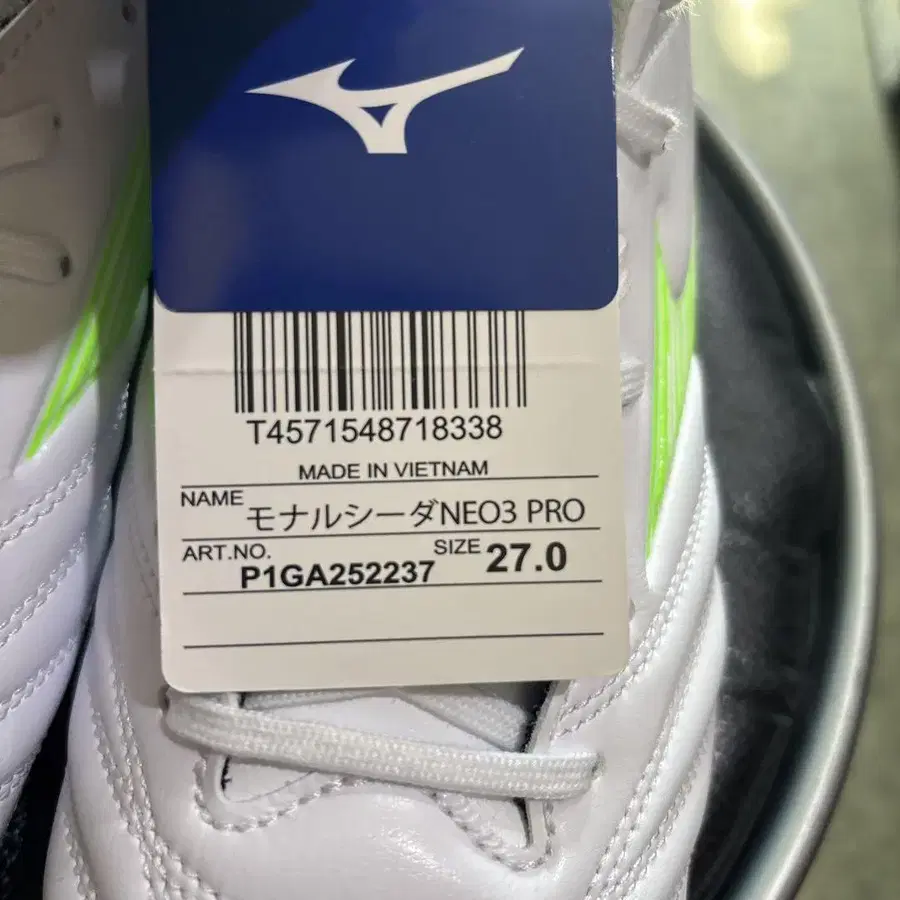 T4571548718338
MADE IN VIETNAM
NAME モナルシーダNEO3 PRO
ART.NO. P1GA252237 SIZE 27.0